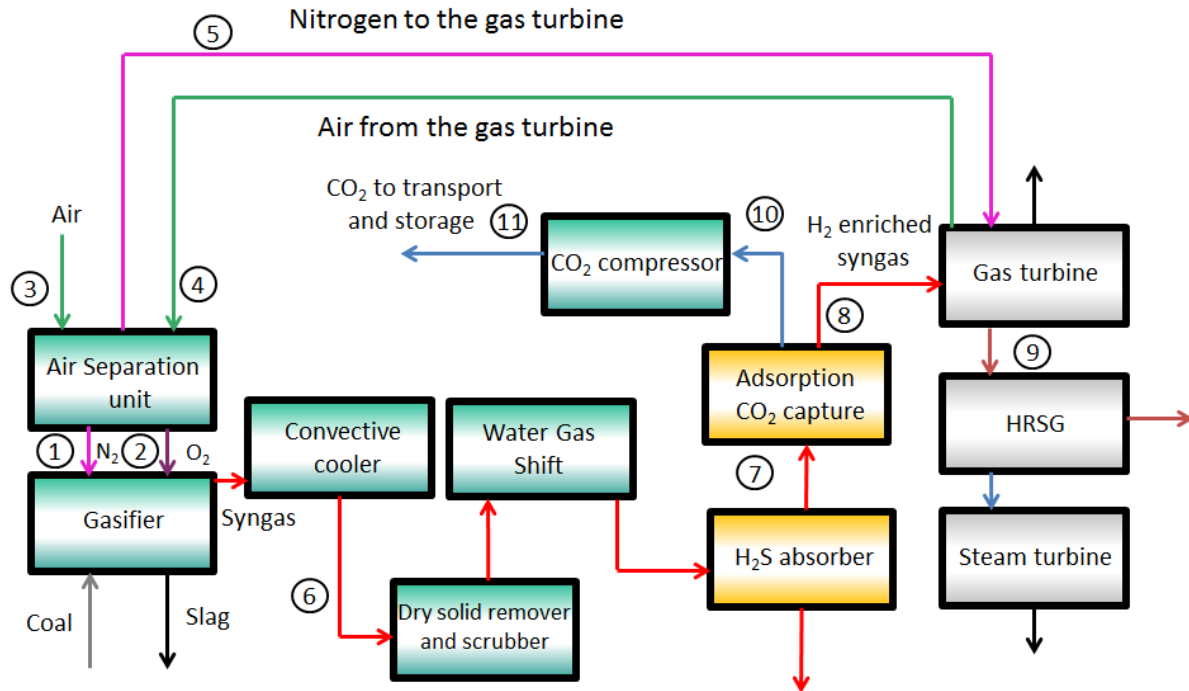 Nitrogen to the gas turbine
5
Air from the gas turbine
CO₂ to transport
and storage
11
10
H₂ enriched
syngas
Air
3
4
CO₂ compressor
Gas turbine
8
9
Air Separation
unit
Adsorption
CO₂ capture
HRSG
Convective
cooler
Water Gas
Shift
1
N₂
2
O₂
7
Gasifier
Syngas
H₂S absorber
Steam turbine
6
Coal
Slag
Dry solid remover
and scrubber